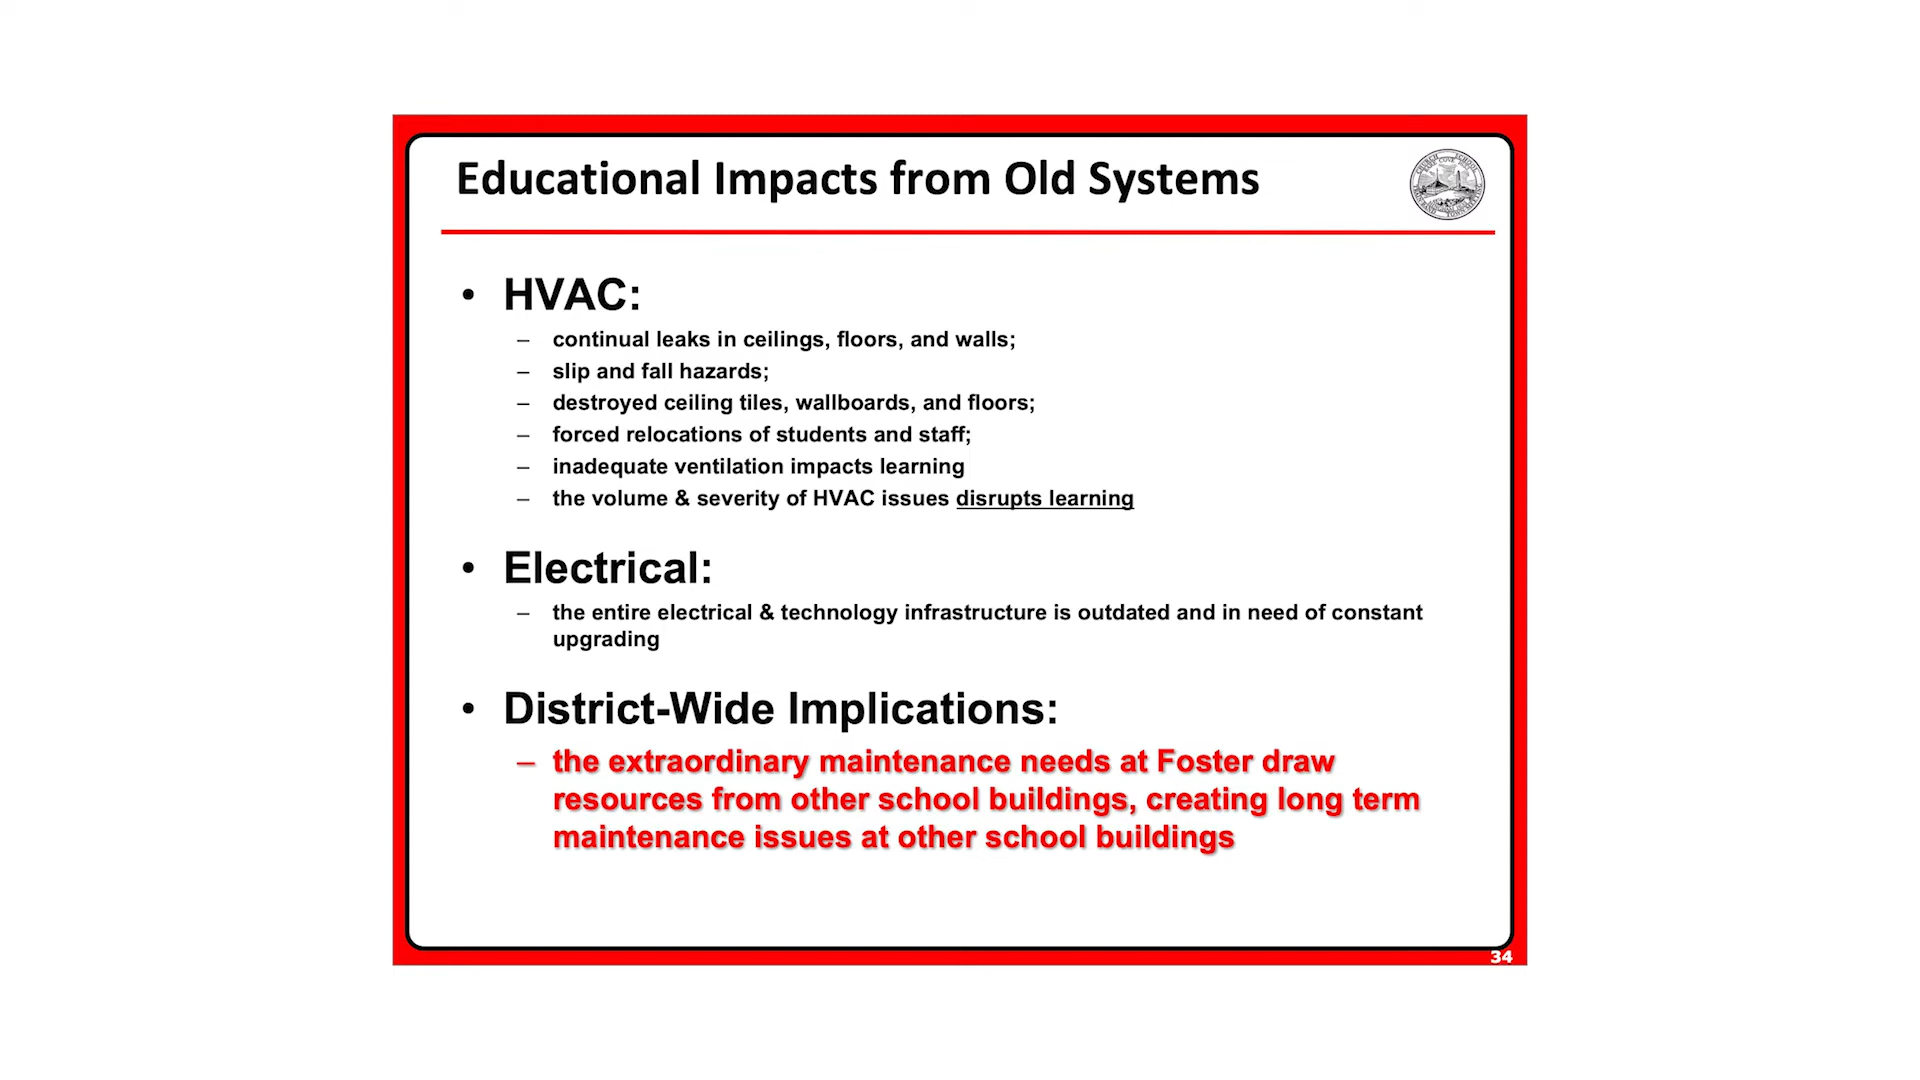 Educational Impacts from Old Systems
CHURCH SCHOOL
• HVAC:
– continual leaks in ceilings, floors, and walls;
– slip and fall hazards;
– destroyed ceiling tiles, wallboards, and floors;
– forced relocations of students and staff;
– inadequate ventilation impacts learning
– the volume & severity of HVAC issues disrupts learning
• Electrical:
– the entire electrical & technology infrastructure is outdated and in need of constant
upgrading
• District-Wide Implications:
– the extraordinary maintenance needs at Foster draw
resources from other school buildings, creating long term
maintenance issues at other school buildings
34